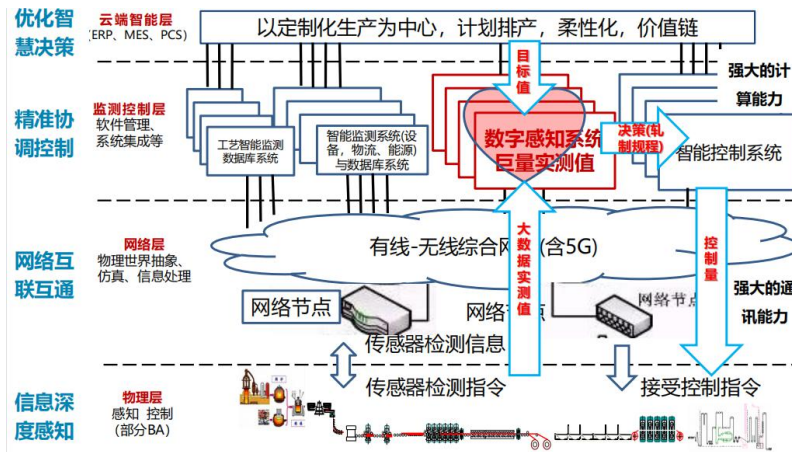 优化智
慧决策
云端智能层
(ERP、MES、PCS)
以定制化生产为中心，计划排产，柔性化，价值链
目标值
强大的计
算能力
精准协
调控制
监测控制层
软件管理、
系统集成等
工艺智能监测
数据库系统
智能监测系统(设
备，物流、能源)
与数据库系统
数字感知系统
巨量实测值
决策(轧
制规程)
智能控制系统
网络互
联互通
网络层
物理世界抽象、
仿真、信息处理
有线-无线综合网 (含5G)
大数据实测值
控制量
强大的通
讯能力
网络节点
网络节点
网络节点
传感器检测信息
信息深
度感知
物理层
感知 控制
(部分BA)
传感器检测指令
接受控制指令